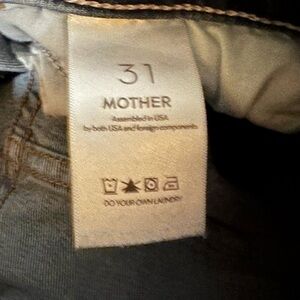 31
MOTHER
Assembled in USA
by both USA and foreign components
DO YOUR OWN LAUNDRY